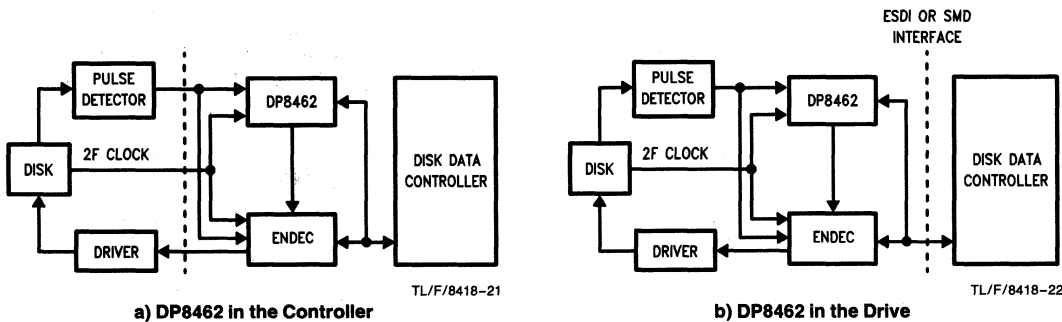 PULSE
DETECTOR
DP8462
DISK
2F CLOCK
DISK DATA
CONTROLLER
DRIVER
ENDEC
TL/F/8418-21
a) DP8462 in the Controller
ESDI OR SMD
INTERFACE
PULSE
DETECTOR
DP8462
DISK
2F CLOCK
DISK DATA
CONTROLLER
DRIVER
ENDEC
TL/F/8418-22
b) DP8462 in the Drive